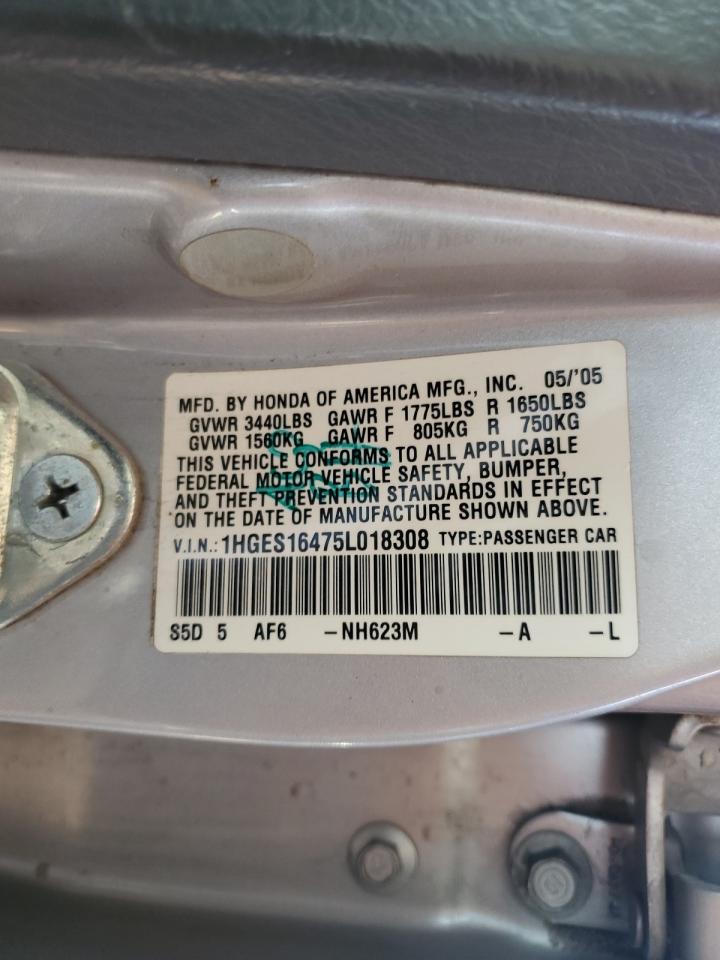 MFD. BY HONDA OF AMERICA MFG., INC. 05/'05
GVWR 3440LBS GAWR F 1775LBS R 1650LBS
GVWR 1560KG GAWR F 805KG R 750KG
THIS VEHICLE CONFORMS TO ALL APPLICABLE
FEDERAL MOTOR VEHICLE SAFETY, BUMPER,
AND THEFT PREVENTION STANDARDS IN EFFECT
ON THE DATE OF MANUFACTURE SHOWN ABOVE.
V.I.N.: 1HGES16475L018308 TYPE:PASSENGER CAR
S5D 5 AF6 -NH623M -A -L